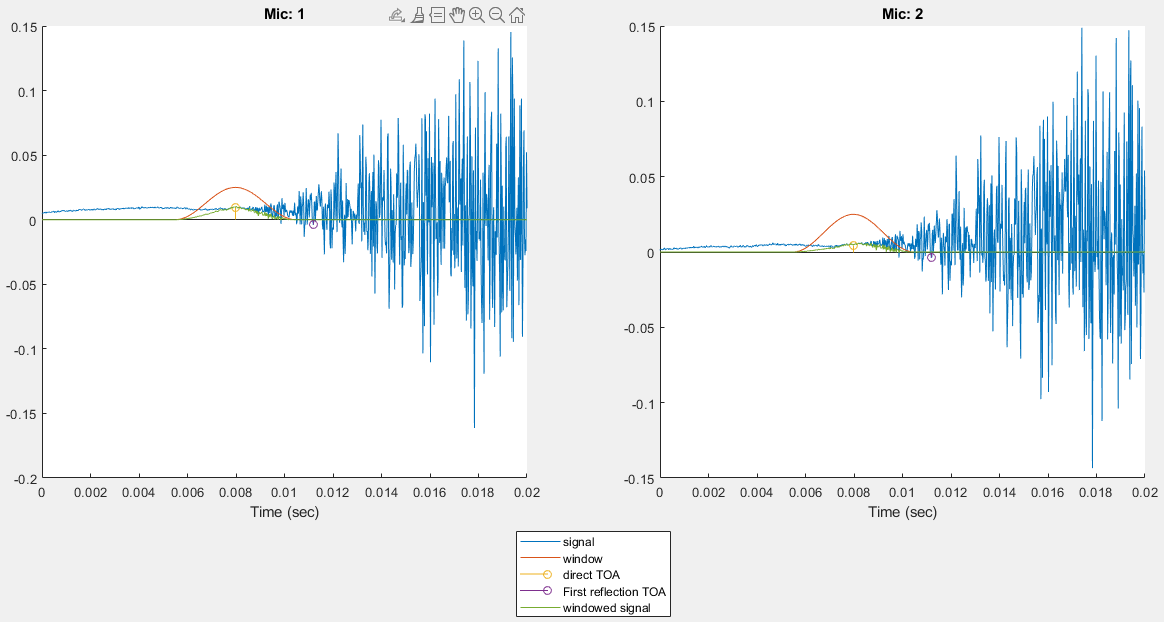 Mic: 1
0.15
0.1
0.05
0
-0.05
-0.1
-0.15
-0.2
0 0.002 0.004 0.006 0.008 0.01 0.012 0.014 0.016 0.018 0.02
Time (sec)
Mic: 2
0.15
0.1
0.05
0
-0.05
-0.1
-0.15
0 0.002 0.004 0.006 0.008 0.01 0.012 0.014 0.016 0.018 0.02
Time (sec)
signal
window
direct TOA
First reflection TOA
windowed signal